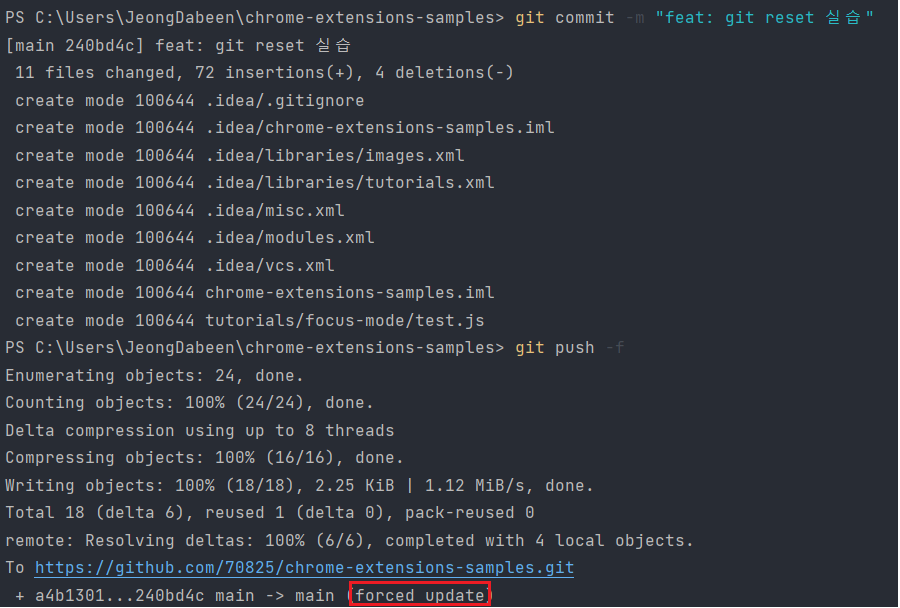 PS C:\Users\JeongDabeen\chrome-extensions-samples> git commit -m "feat: git reset 실습"
[main 240bd4c] feat: git reset 실습
 11 files changed, 72 insertions(+), 4 deletions(-)
 create mode 100644 .idea/.gitignore
 create mode 100644 .idea/chrome-extensions-samples.iml
 create mode 100644 .idea/libraries/images.xml
 create mode 100644 .idea/libraries/tutorials.xml
 create mode 100644 .idea/misc.xml
 create mode 100644 .idea/modules.xml
 create mode 100644 .idea/vcs.xml
 create mode 100644 chrome-extensions-samples.iml
 create mode 100644 tutorials/focus-mode/test.js
PS C:\Users\JeongDabeen\chrome-extensions-samples> git push -f
Enumerating objects: 24, done.
Counting objects: 100% (24/24), done.
Delta compression using up to 8 threads
Compressing objects: 100% (16/16), done.
Writing objects: 100% (18/18), 2.25 KiB | 1.12 MiB/s, done.
Total 18 (delta 6), reused 1 (delta 0), pack-reused 0
remote: Resolving deltas: 100% (6/6), completed with 4 local objects.
To https://github.com/70825/chrome-extensions-samples.git
 + a4b1301...240bd4c main -> main (forced update)